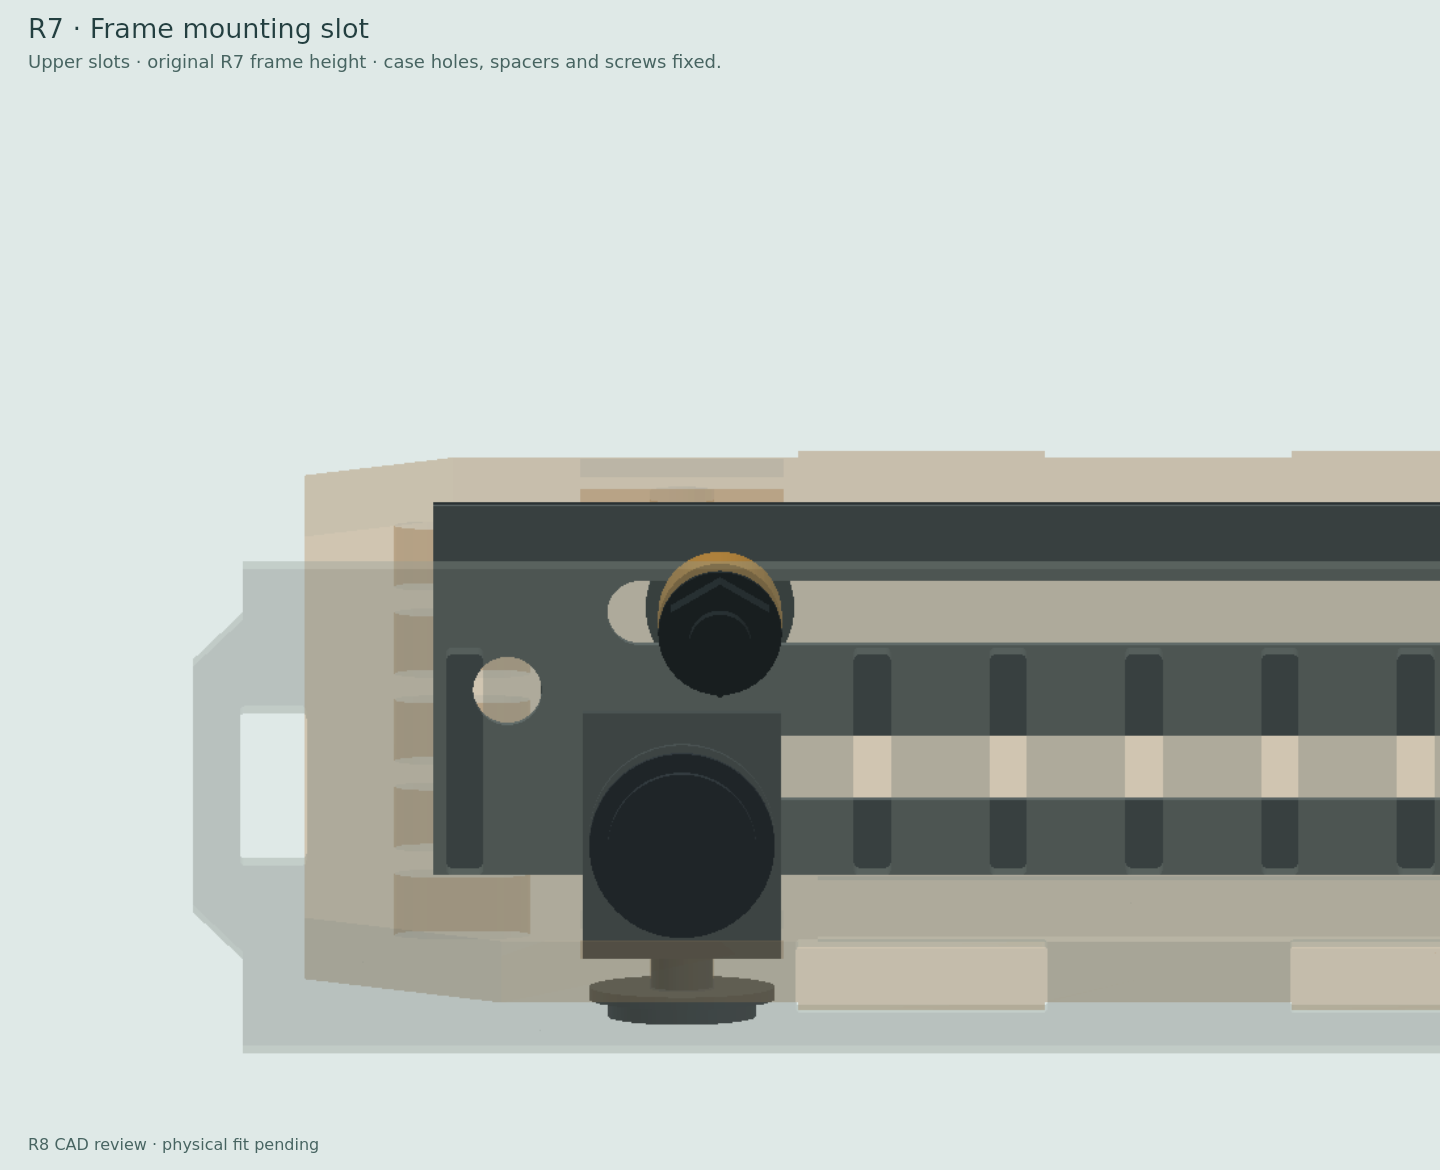 R7 · Frame mounting slot
Upper slots · original R7 frame height · case holes, spacers and screws fixed.
R8 CAD review · physical fit pending